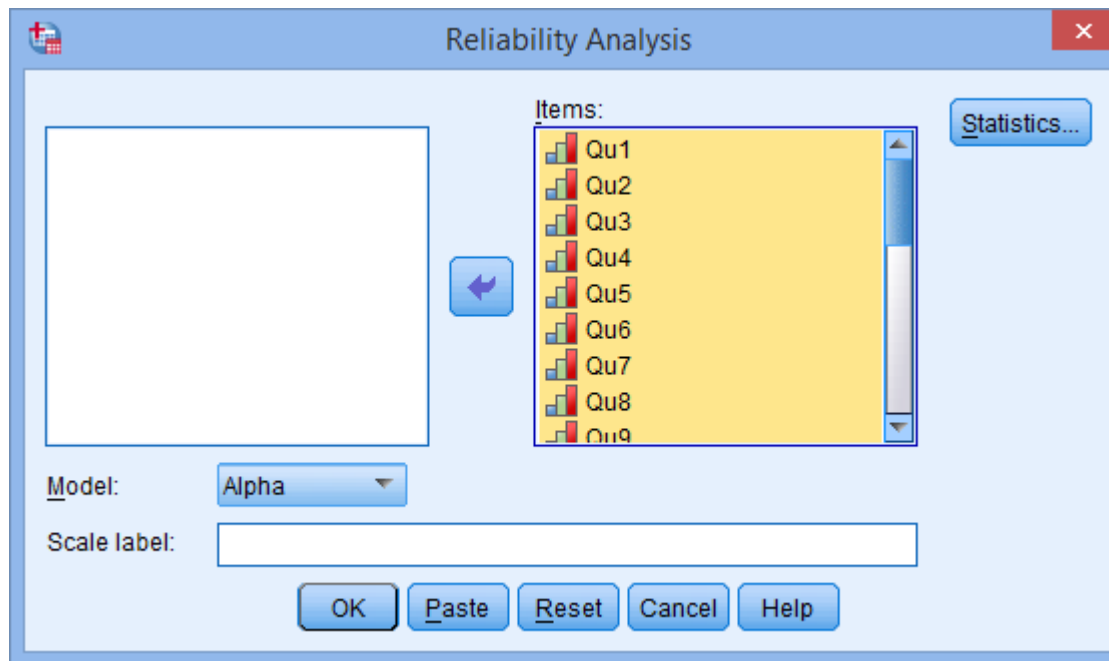 Reliability Analysis
Items:
Statistics...
Qu1
Qu2
Qu3
Qu4
Qu5
Qu6
Qu7
Qu8
Qu9
Model: Alpha
Scale label:
OK Paste Reset Cancel Help